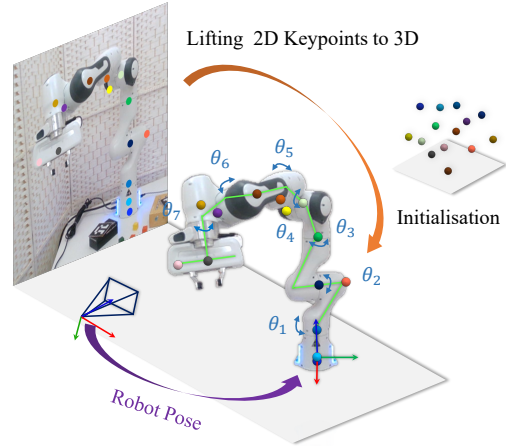 Lifting 2D Keypoints to 3D
θ₆
θ₅
θ₇
θ₄
θ₃
Initialisation
θ₂
θ₁
Robot Pose